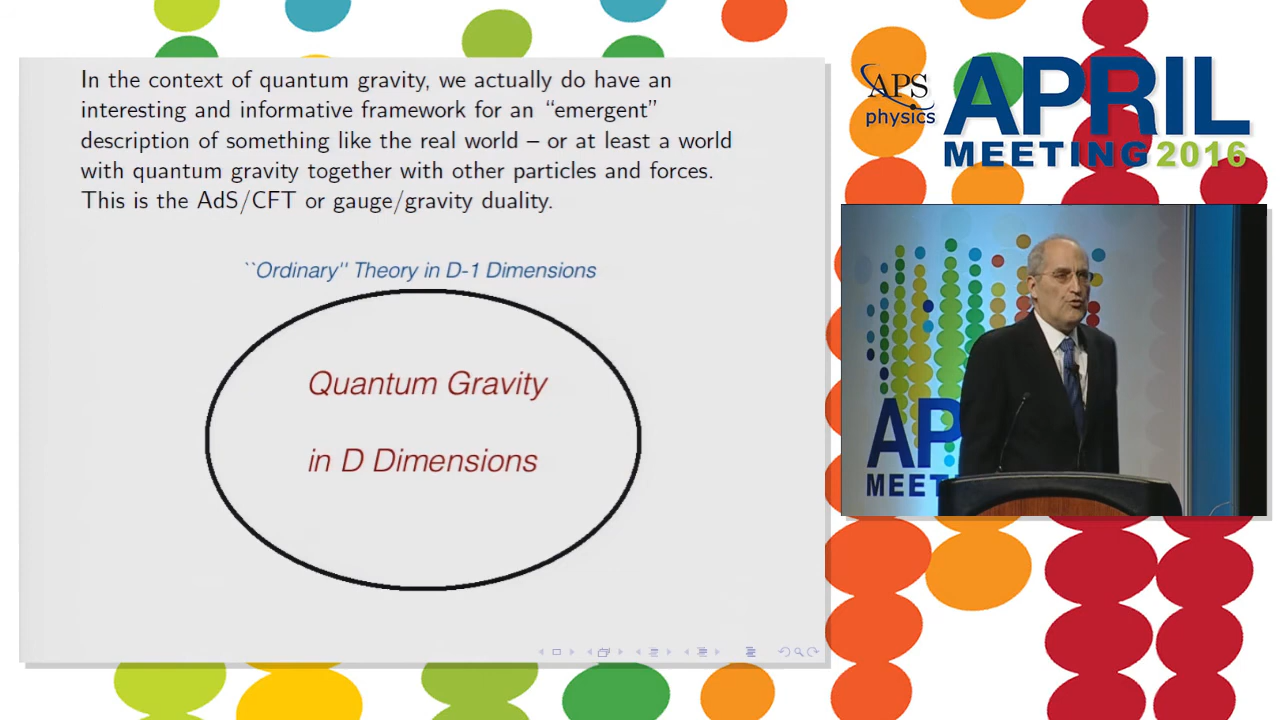 In the context of quantum gravity, we actually do have an
interesting and informative framework for an “emergent”
description of something like the real world – or at least a world
with quantum gravity together with other particles and forces.
This is the AdS/CFT or gauge/gravity duality.
``Ordinary'' Theory in D-1 Dimensions
Quantum Gravity
in D Dimensions
APS
physics
APRIL
MEETING 2016
AP
MEET